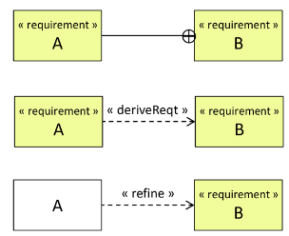 « requirement » « requirement »
A B
« requirement » « deriveReqt » « requirement »
A B
« refine » « requirement »
A B